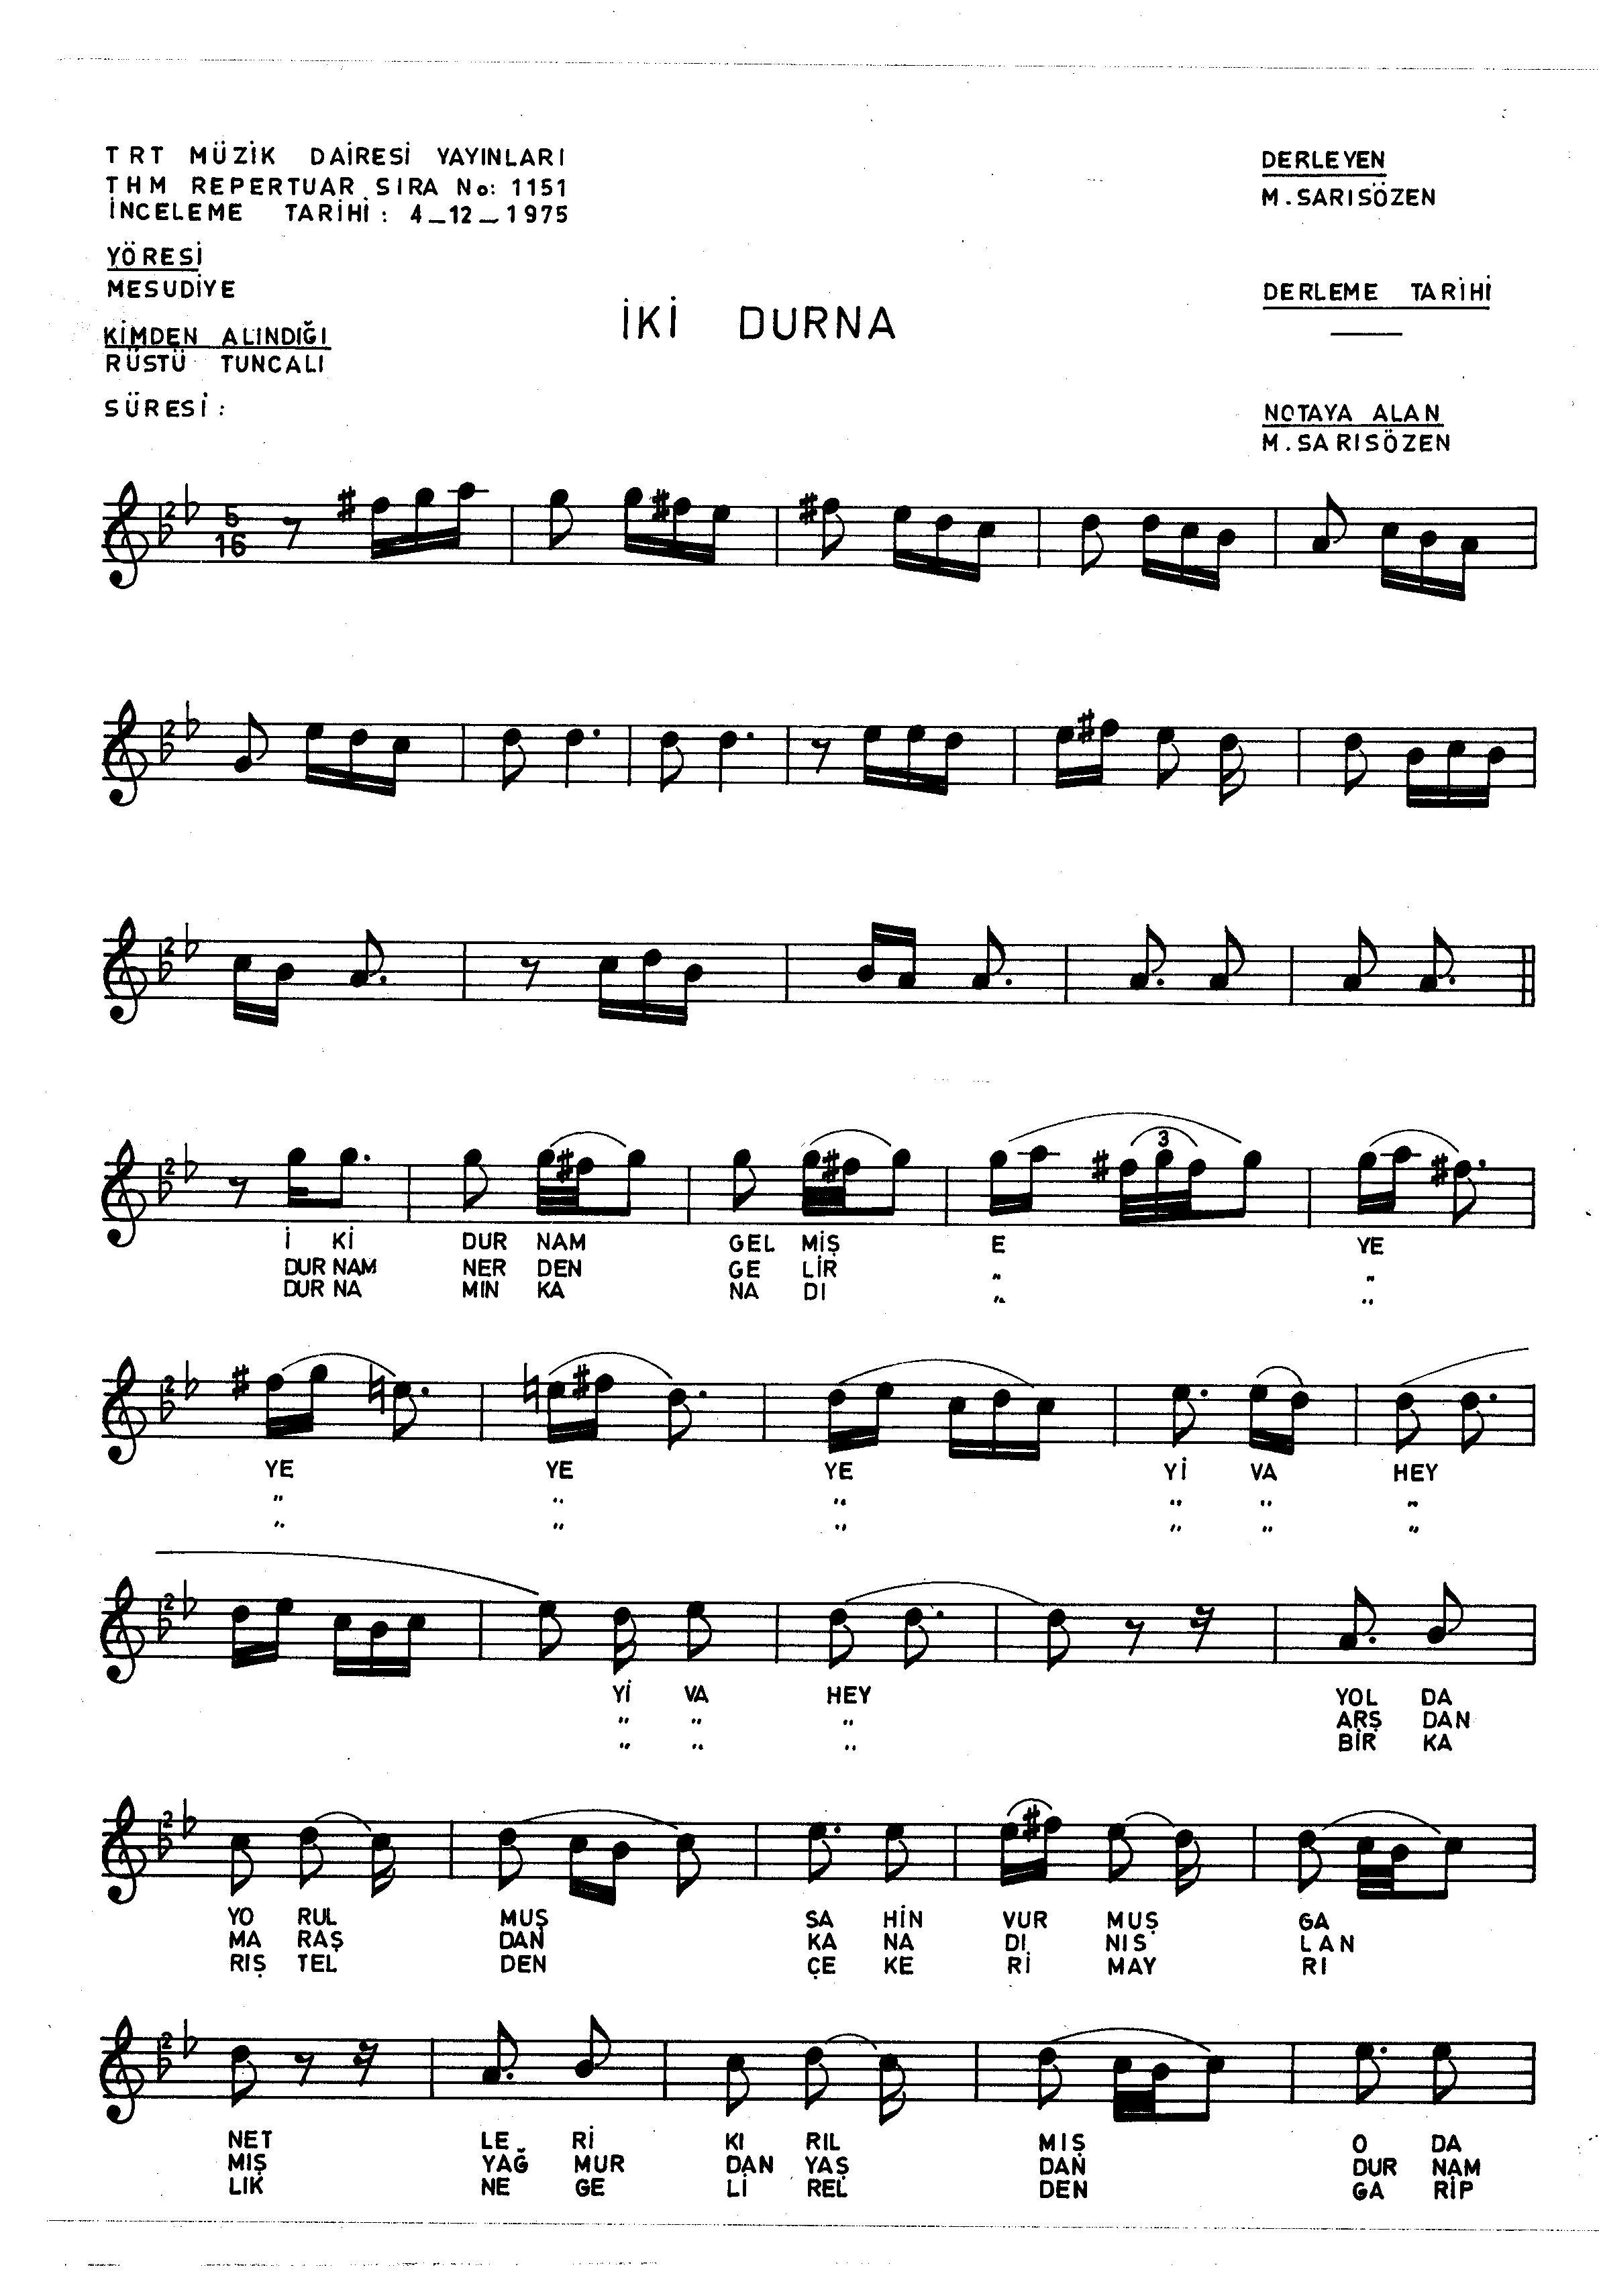 TRT MÜZİK DAİRESİ YAYINLARI
THM REPERTUAR SIRA No: 1151
İNCELEME TARİHİ: 4_12_1975
YÖRESİ
MESUDİYE
KİMDEN ALINDIĞI
RÜSTÜ TUNCALI
SÜRESİ:
İKİ DURNA
DERLEYEN
M.SARISÖZEN
DERLEME TARİHİ
NOTAYA ALAN
M.SARISÖZEN
5
16
3
İ Kİ DUR NAM GEL MİŞ E YE
DUR NAM NER DEN GE LİR " "
DUR NA MIN KA NA DI " "
YE YE YE Yİ VA HEY
" " " " " "
" " " " " "
Yİ VA HEY YOL DA
" " " ARŞ DAN
" " " BİR KA
YO RUL MUŞ SA HİN VUR MUŞ GA
MA RAŞ DAN KA NA DI NIS LAN
RIŞ TEL DEN ÇE KE Rİ MAY RI
NET LE Rİ KI RIL MIŞ O DA
MIŞ YAĞ MUR DAN YAŞ DAN DUR NAM
LIK NE GE Lİ REL DEN GA RİP